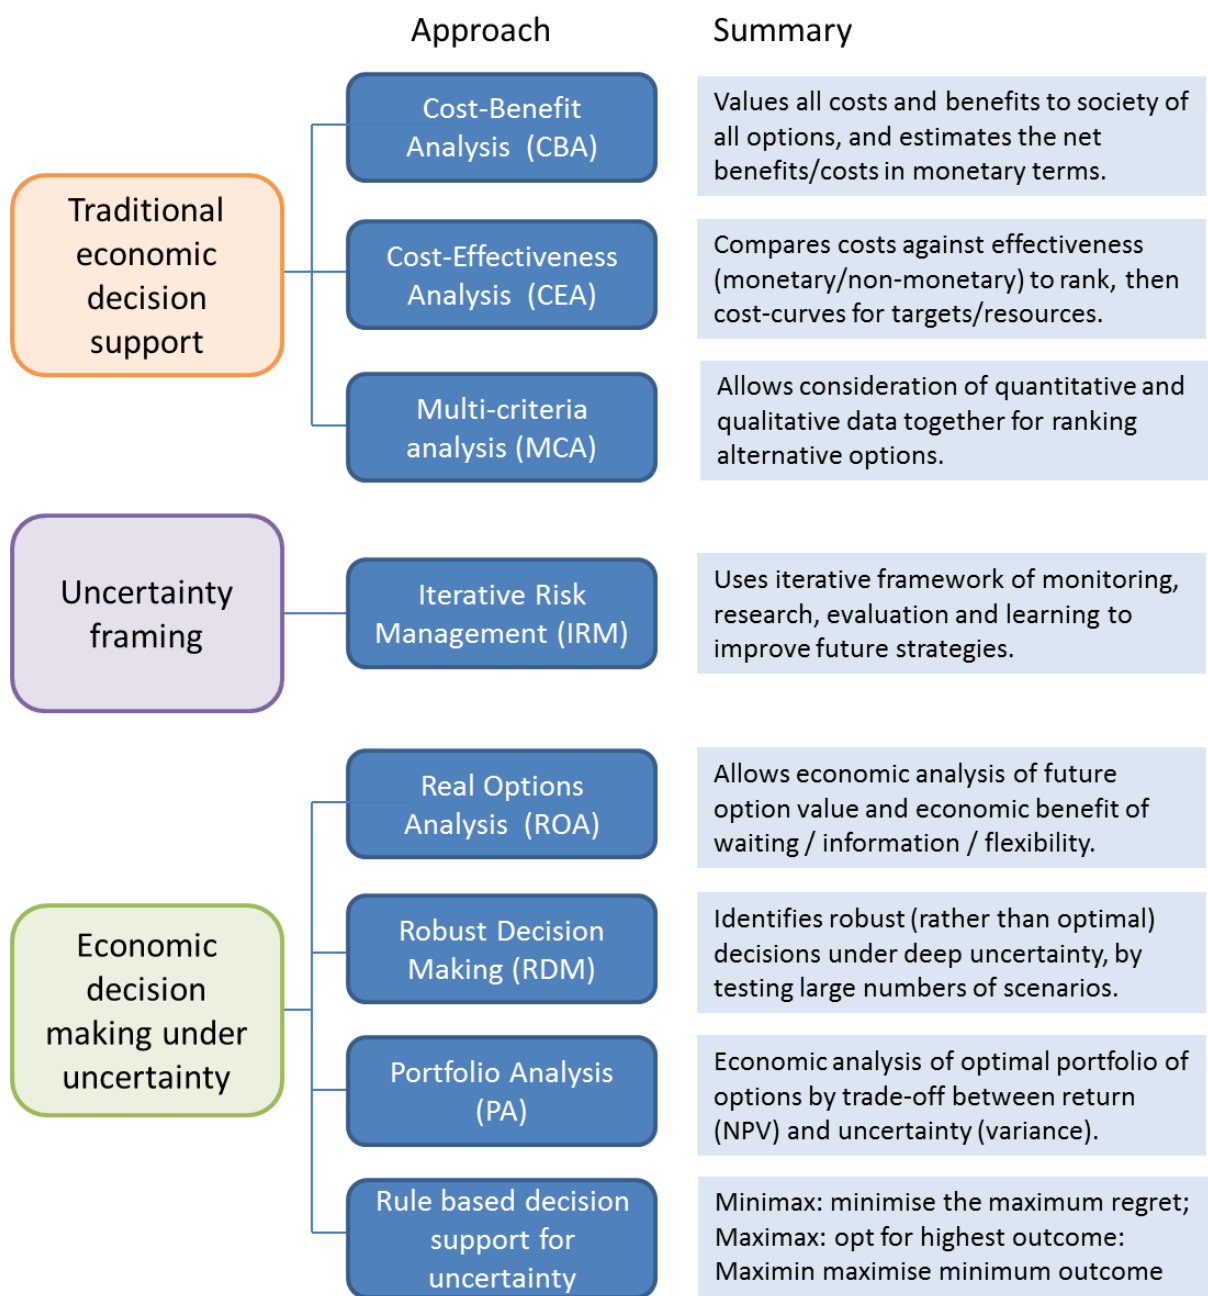 Approach
Summary
Traditional
economic
decision
support
Cost-Benefit
Analysis (CBA)
Values all costs and benefits to society of
all options, and estimates the net
benefits/costs in monetary terms.
Cost-Effectiveness
Analysis (CEA)
Compares costs against effectiveness
(monetary/non-monetary) to rank, then
cost-curves for targets/resources.
Multi-criteria
analysis (MCA)
Allows consideration of quantitative and
qualitative data together for ranking
alternative options.
Uncertainty
framing
Iterative Risk
Management (IRM)
Uses iterative framework of monitoring,
research, evaluation and learning to
improve future strategies.
Economic
decision
making under
uncertainty
Real Options
Analysis (ROA)
Allows economic analysis of future
option value and economic benefit of
waiting / information / flexibility.
Robust Decision
Making (RDM)
Identifies robust (rather than optimal)
decisions under deep uncertainty, by
testing large numbers of scenarios.
Portfolio Analysis
(PA)
Economic analysis of optimal portfolio of
options by trade-off between return
(NPV) and uncertainty (variance).
Rule based decision
support for
uncertainty
Minimax: minimise the maximum regret;
Maximax: opt for highest outcome:
Maximin maximise minimum outcome